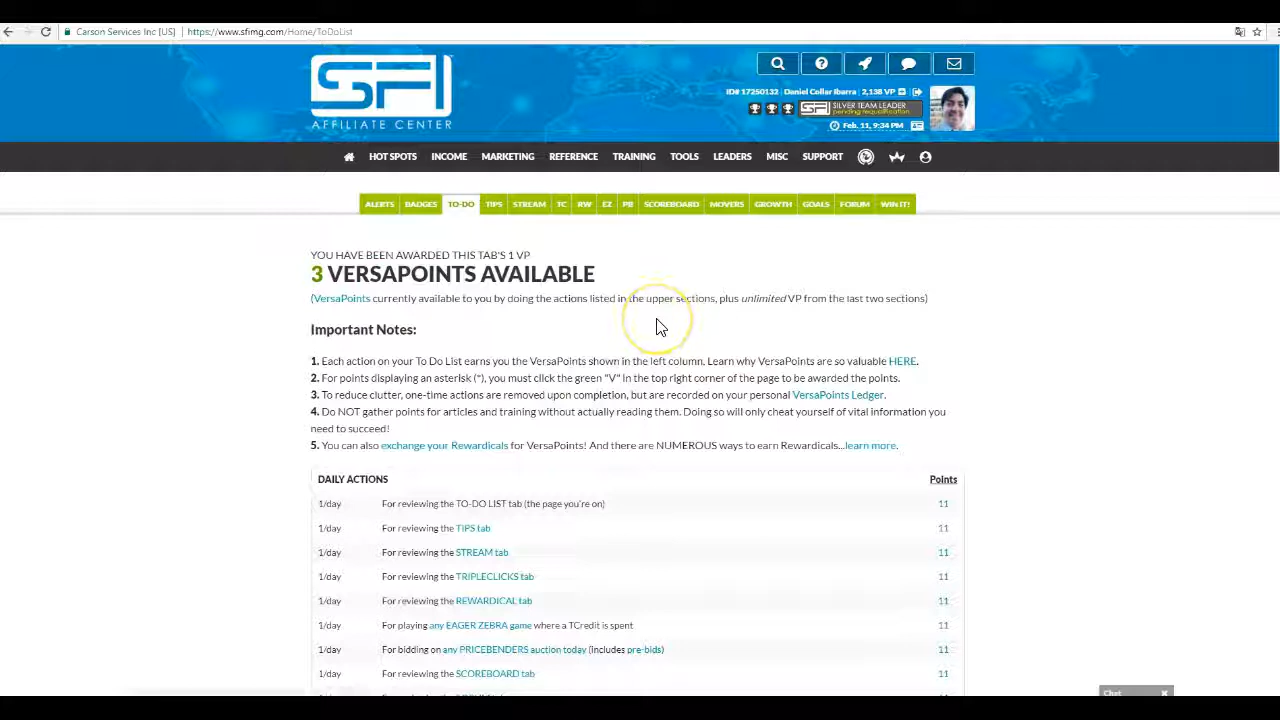 Carson Services Inc [US] https://www.sfimg.com/Home/ToDoList
SFI
AFFILIATE CENTER
ID# 17250132 | Daniel Collar Ibarra | 2,138 VP
SFI SILVER TEAM LEADER
pending requalification
Feb. 11, 9:34 PM
HOT SPOTS INCOME MARKETING REFERENCE TRAINING TOOLS LEADERS MISC SUPPORT
ALERTS BADGES TO-DO TIPS STREAM TC RW EZ PB SCOREBOARD MOVERS GROWTH GOALS FORUM WIN IT!
YOU HAVE BEEN AWARDED THIS TAB'S 1 VP
3 VERSAPOINTS AVAILABLE
(VersaPoints currently available to you by doing the actions listed in the upper sections, plus unlimited VP from the last two sections)
Important Notes:
1. Each action on your To Do List earns you the VersaPoints shown in the left column. Learn why VersaPoints are so valuable HERE.
2. For points displaying an asterisk (*), you must click the green "V" in the top right corner of the page to be awarded the points.
3. To reduce clutter, one-time actions are removed upon completion, but are recorded on your personal VersaPoints Ledger.
4. Do NOT gather points for articles and training without actually reading them. Doing so will only cheat yourself of vital information you
need to succeed!
5. You can also exchange your Rewardicals for VersaPoints! And there are NUMEROUS ways to earn Rewardicals...learn more.
DAILY ACTIONS Points
1/day For reviewing the TO-DO LIST tab (the page you're on) 11
1/day For reviewing the TIPS tab 11
1/day For reviewing the STREAM tab 11
1/day For reviewing the TRIPLECLICKS tab 11
1/day For reviewing the REWARDICAL tab 11
1/day For playing any EAGER ZEBRA game where a TCredit is spent 11
1/day For bidding on any PRICEBENDERS auction today (includes pre-bids) 11
1/day For reviewing the SCOREBOARD tab 11
Chat